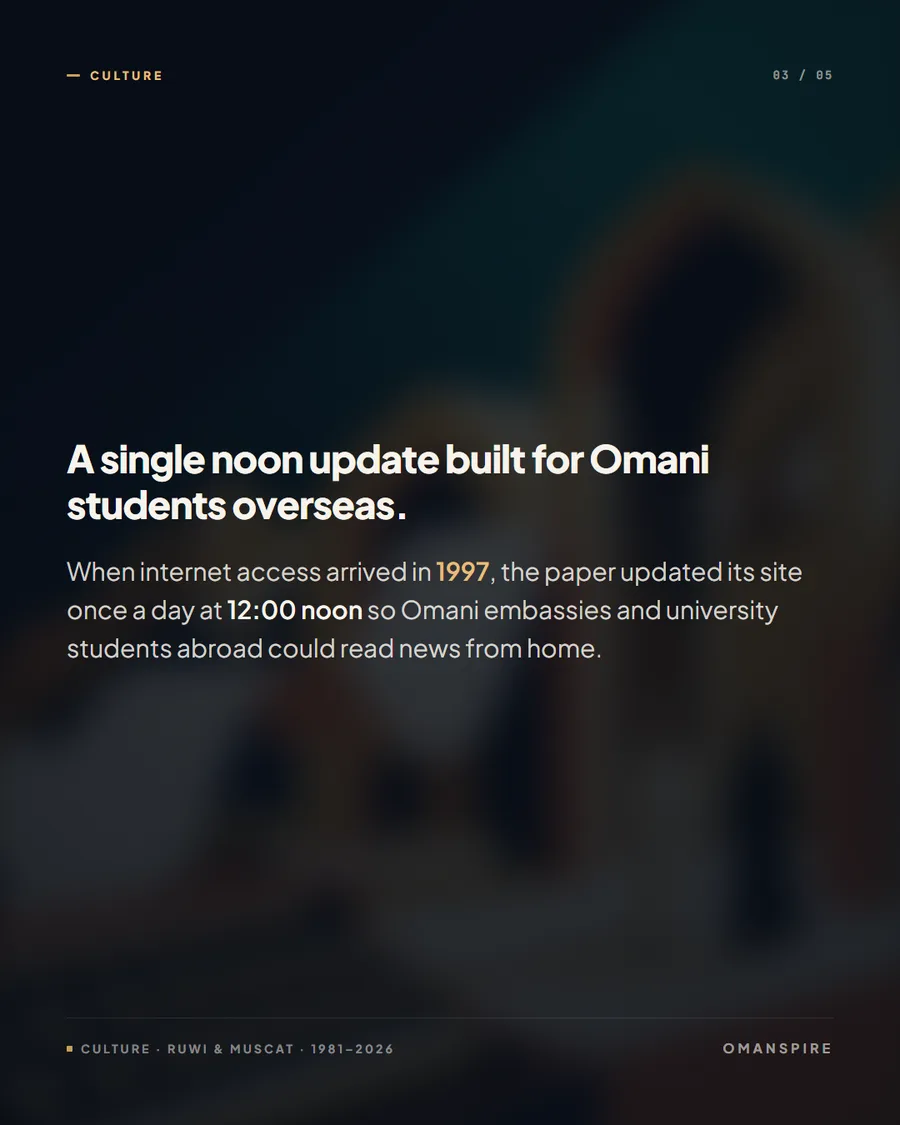 — CULTURE
03 / 05
A single noon update built for Omani
students overseas.
When internet access arrived in 1997, the paper updated its site
once a day at 12:00 noon so Omani embassies and university
students abroad could read news from home.
CULTURE · RUWI & MUSCAT · 1981–2026
OMANSPIRE